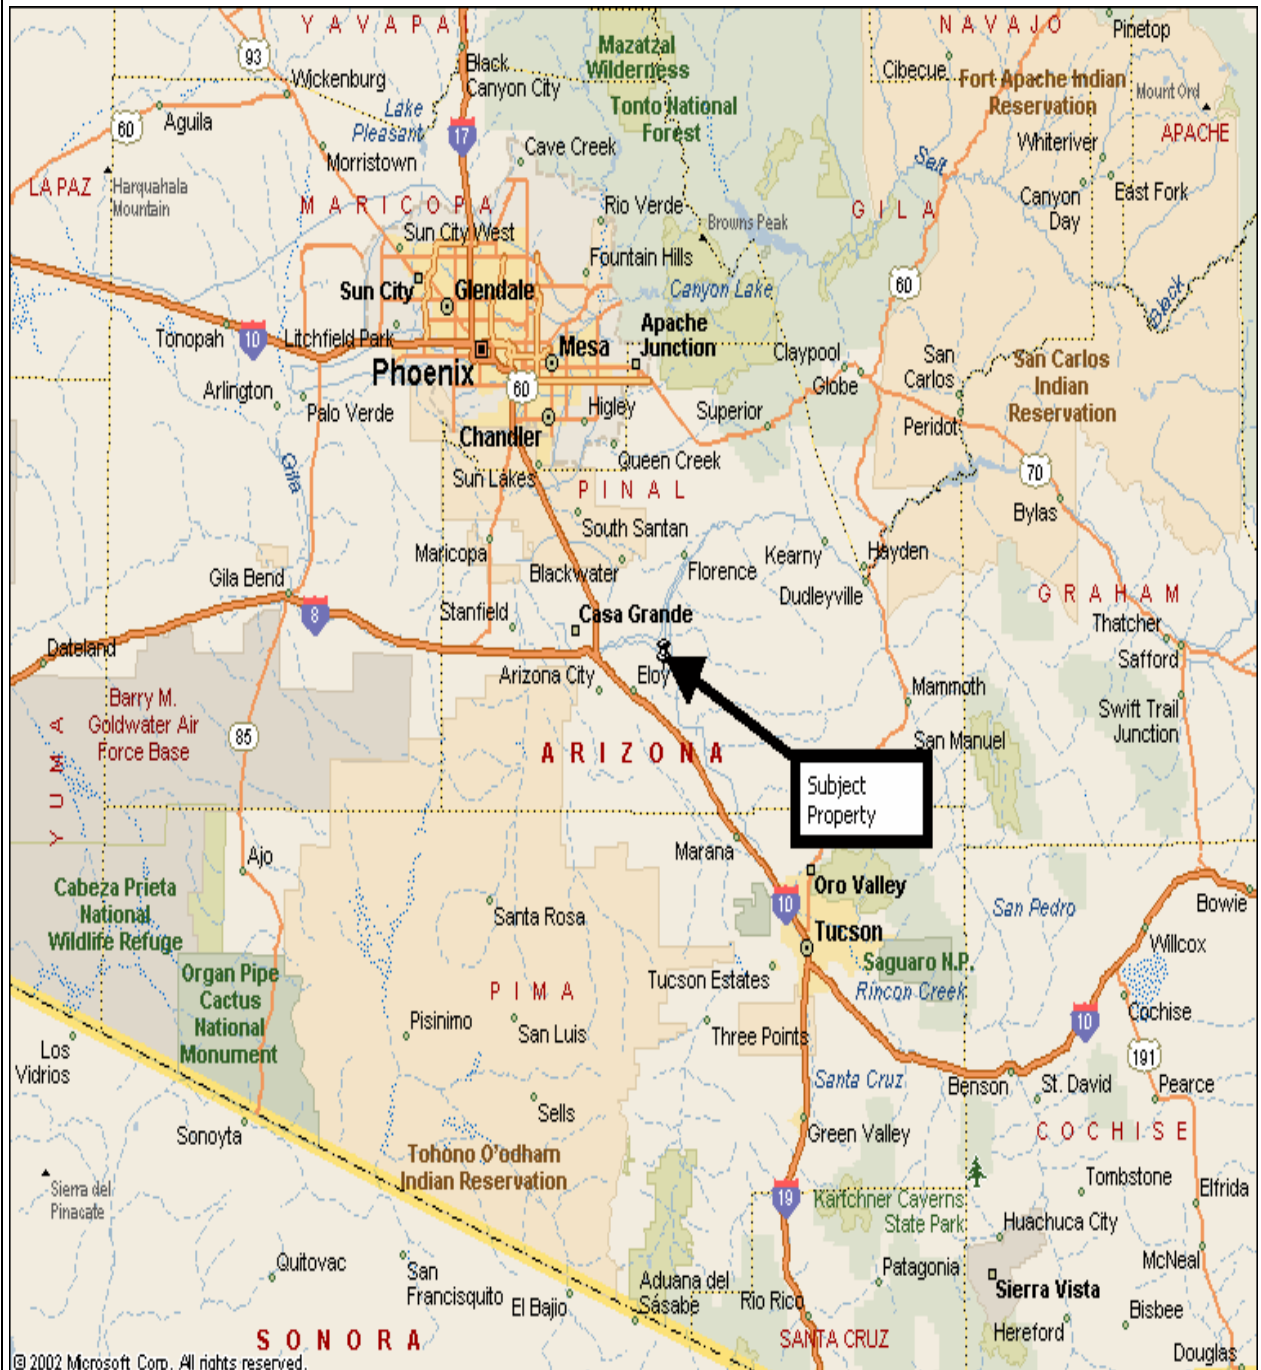 YAVAPAI
NAVAJO
Pinetop
93
Mazatzal
Wilderness
Black
Canyon City
Cibecue
Fort Apache Indian
Reservation
Mount Ord
Wickenburg
Lake
Pleasant
Tonto National
Forest
60
Aguila
17
Whiteriver
APACHE
Morristown
Cave Creek
Salt
LA PAZ
Harquahala
Mountain
MARICOPA
Rio Verde
Browns Peak
GILA
Canyon
Day
East Fork
Sun City West
Fountain Hills
Sun City
Glendale
Canyon Lake
60
Black
Tonopah
10
Litchfield Park
Apache
Junction
Mesa
Claypool
San
Carlos
San Carlos
Indian
Reservation
Phoenix
60
Globe
Arlington
Palo Verde
Higley
Superior
Peridot
Chandler
Queen Creek
Gilla
Sun Lakes
70
PINAL
Bylas
South Santan
Maricopa
Kearny
Hayden
Blackwater
Florence
Gila Bend
Dudleyville
GRAHAM
8
Stanfield
Casa Grande
Thatcher
Dateland
Safford
Arizona City
Eloy
Mammoth
Barry M.
Goldwater Air
Force Base
YUMA
85
Swift Trail
Junction
ARIZONA
San Manuel
Subject
Property
Marana
Ajo
Oro Valley
Cabeza Prieta
National
Wildlife Refuge
10
Santa Rosa
San Pedro
Bowie
Tucson
Willcox
Organ Pipe
Cactus
National
Monument
Saguaro N.P.
Tucson Estates
Rincon Creek
PIMA
Cochise
Pisinimo
San Luis
Three Points
10
Los
Vidrios
191
Santa Cruz
Benson
St. David
Pearce
Sells
Sonoyta
Green Valley
COCHISE
Tohono O'odham
Indian Reservation
Sierra del
Pinacate
19
Kartchner Caverns
State Park
Tombstone
Elfrida
Huachuca City
Quitovac
San
Francisquito
McNeal
Aduana del
Sásabe
Patagonia
Sierra Vista
El Bajio
Rio Rico
Bisbee
SONORA
SANTA CRUZ
Hereford
Douglas
© 2002 Microsoft Corp. All rights reserved.